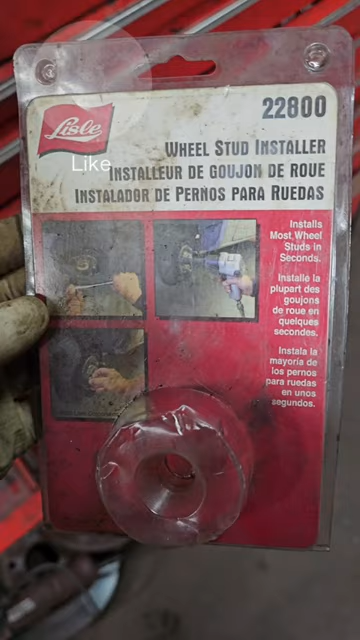 Lisle
Like
22800
WHEEL STUD INSTALLER
INSTALLEUR DE GOUJON DE ROUE
INSTALADOR DE PERNOS PARA RUEDAS
Installs
Most Wheel
Studs in
Seconds.
Installe la
plupart des
goujons
de roue en
quelques
secondes.
Instala la
mayoría de
los pernos
para ruedas
en unos
segundos.